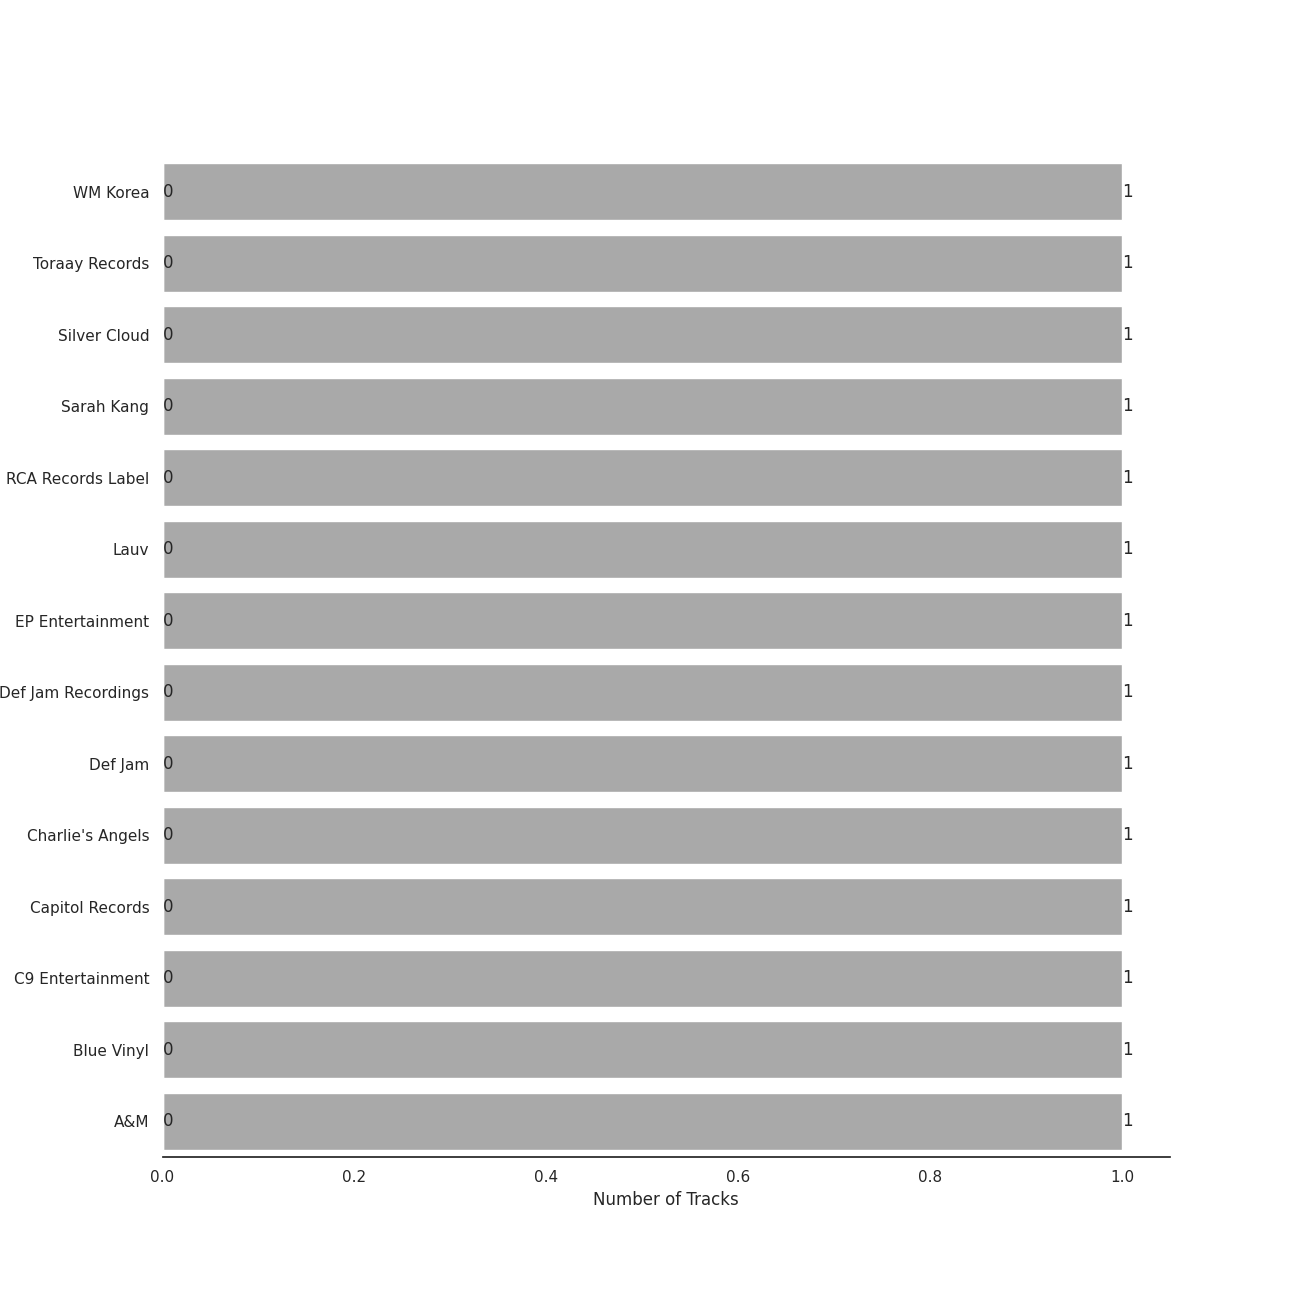 WM Korea 0 1
Toraay Records 0 1
Silver Cloud 0 1
Sarah Kang 0 1
RCA Records Label 0 1
Lauv 0 1
EP Entertainment 0 1
Def Jam Recordings 0 1
Def Jam 0 1
Charlie's Angels 0 1
Capitol Records 0 1
C9 Entertainment 0 1
Blue Vinyl 0 1
A&M 0 1
0.0 0.2 0.4 0.6 0.8 1.0
Number of Tracks